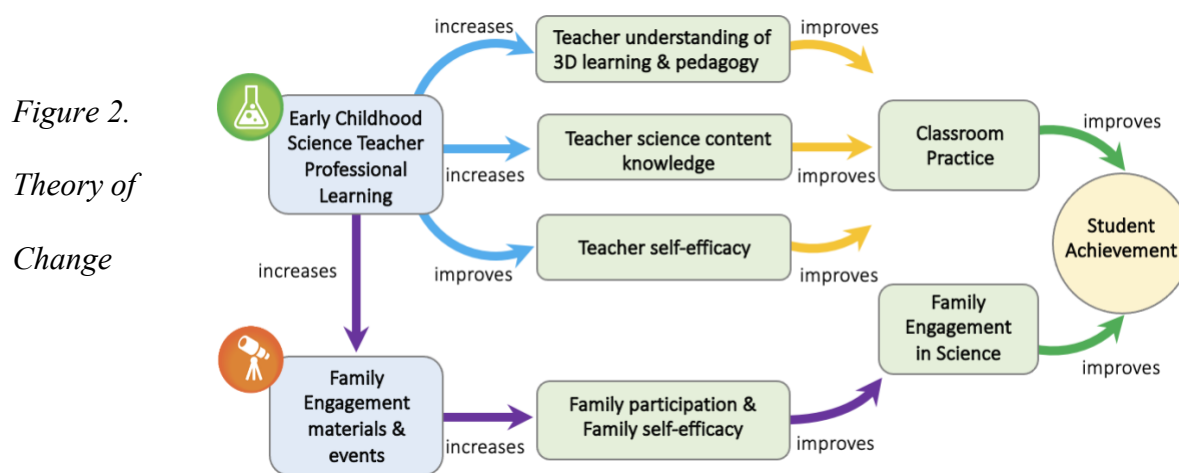 Figure 2.
Theory of
Change
Early Childhood
Science Teacher
Professional
Learning
increases
Teacher understanding of
3D learning & pedagogy
improves
increases
Teacher science content
knowledge
improves
improves
Teacher self-efficacy
improves
Classroom
Practice
improves
Student
Achievement
increases
Family
Engagement
materials &
events
increases
Family participation &
Family self-efficacy
improves
Family
Engagement
in Science
improves